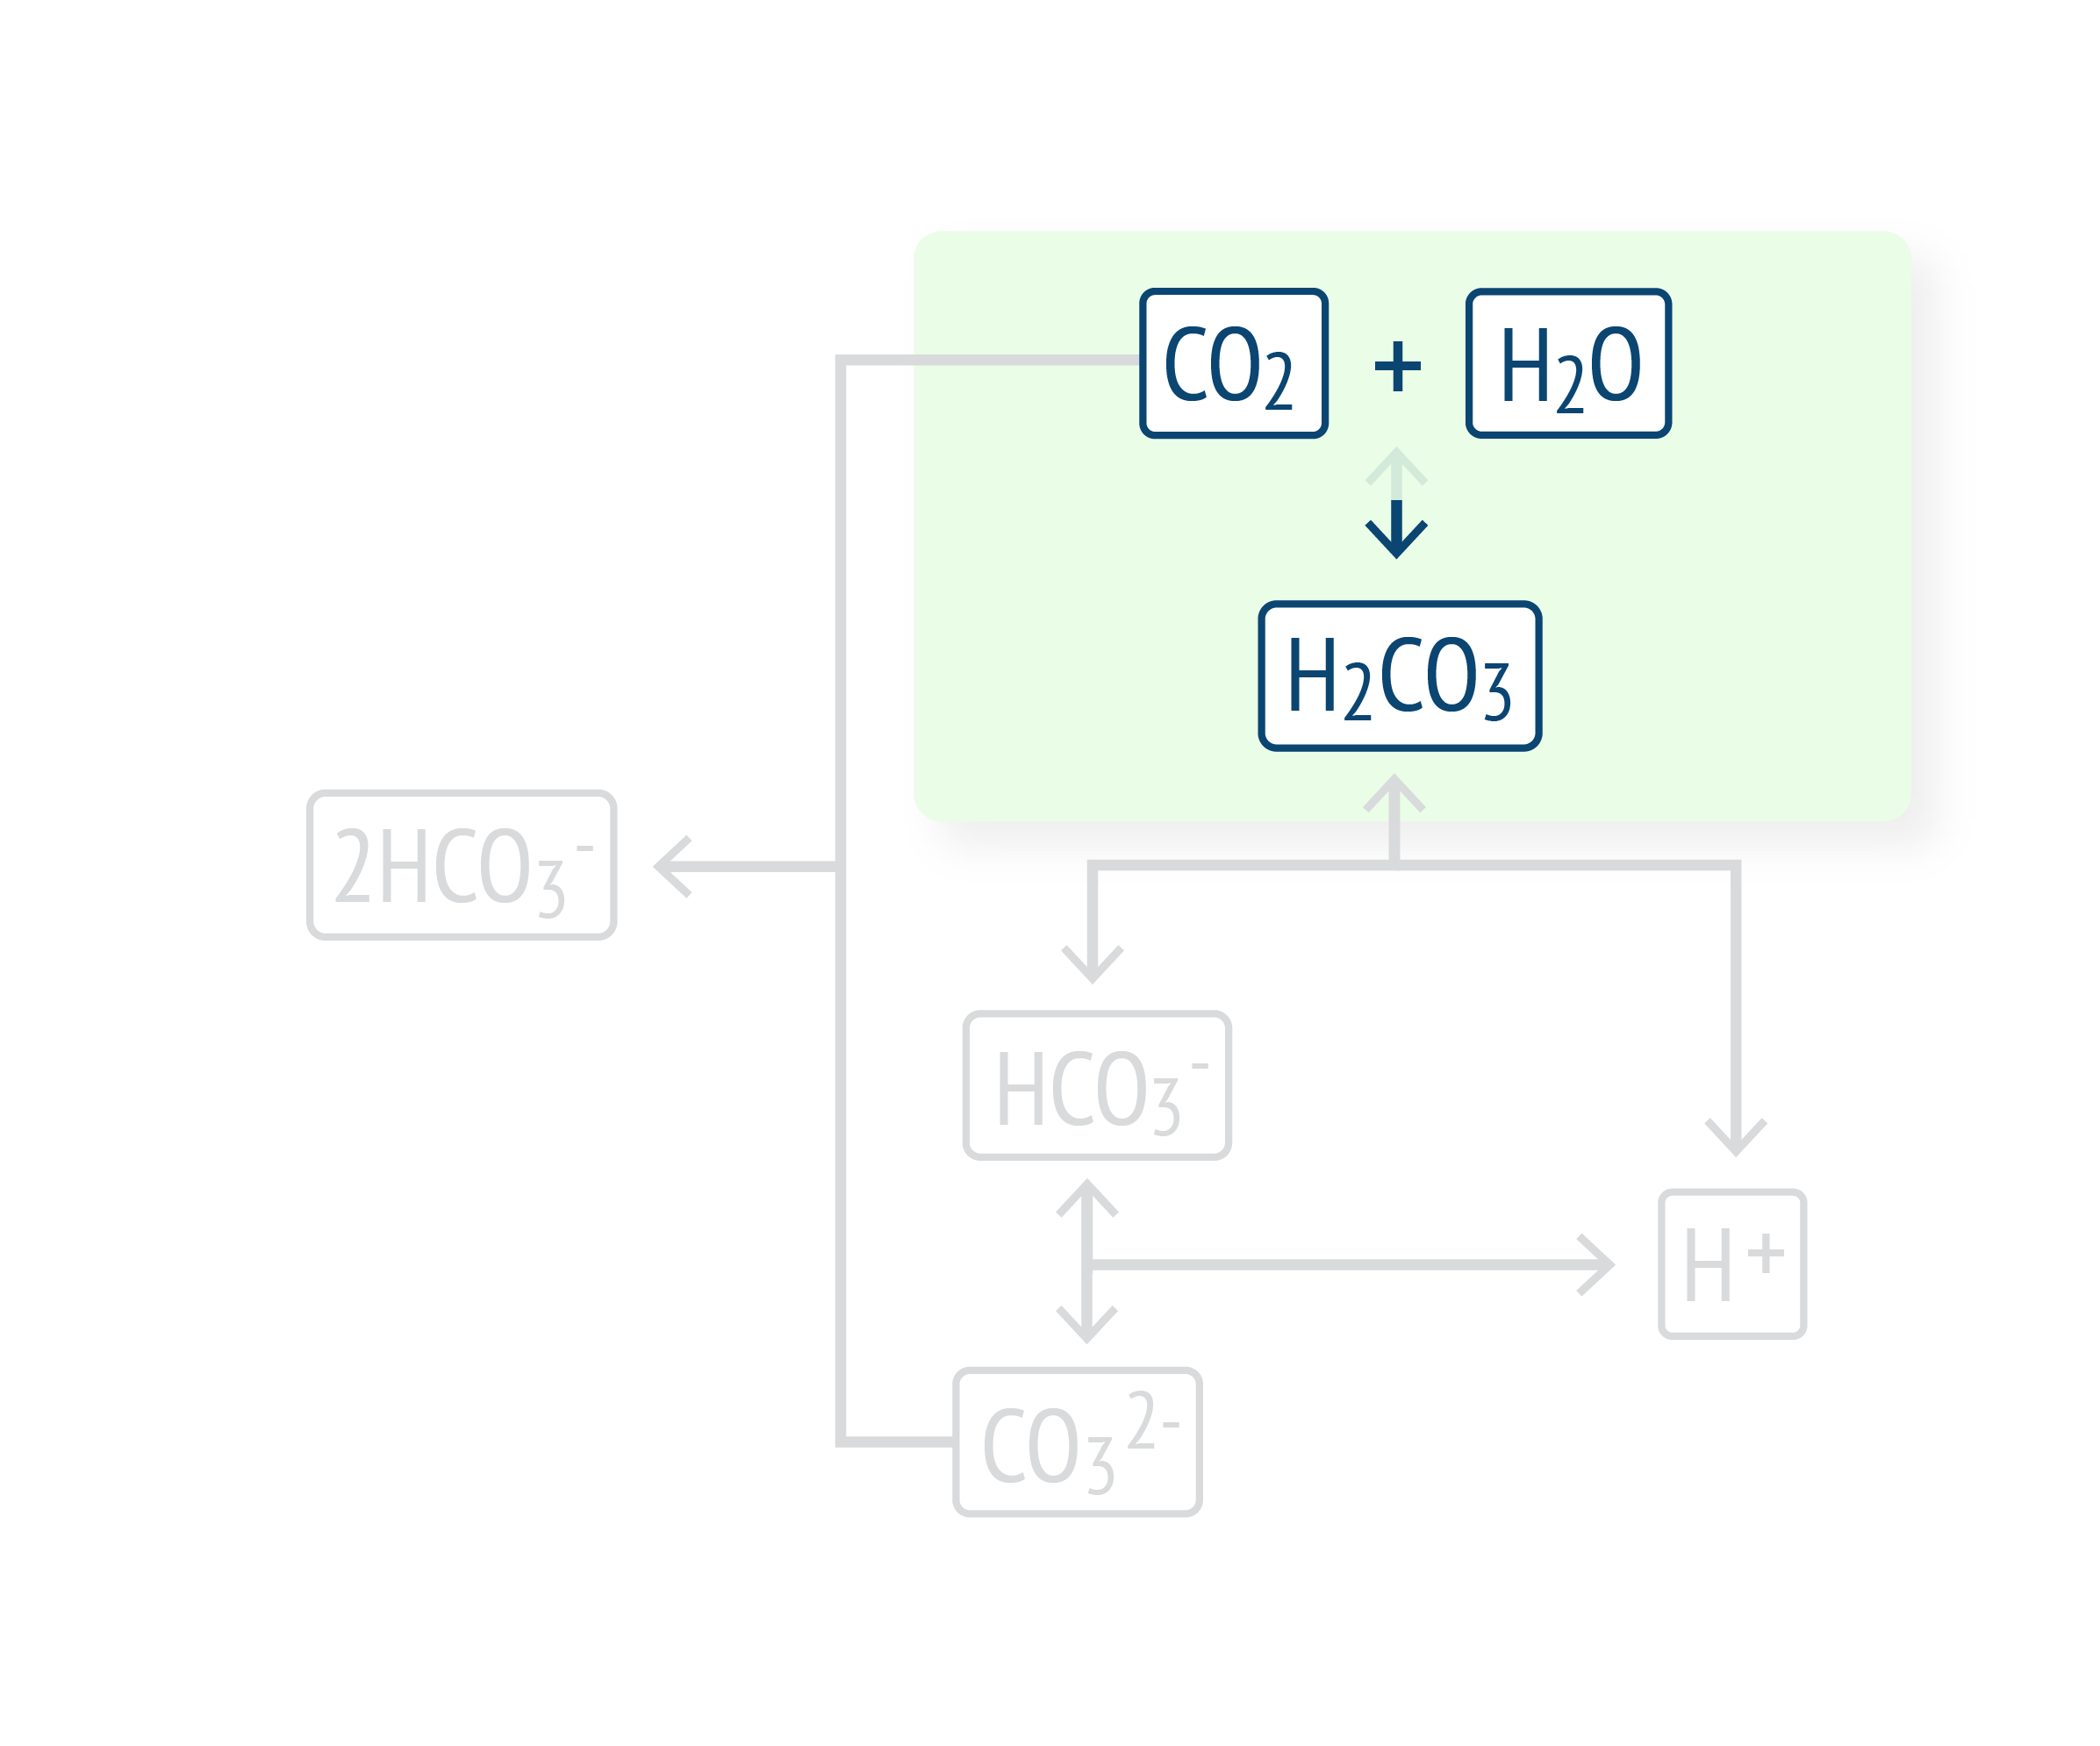 CO₂ + H₂O
H₂CO₃
2HCO₃⁻
HCO₃⁻
H⁺
CO₃²⁻